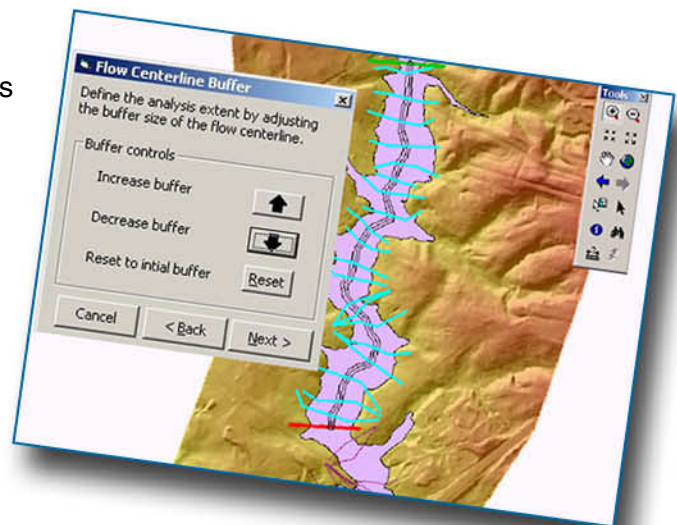 s
Flow Centerline Buffer
Define the analysis extent by adjusting
the buffer size of the flow centerline.
Buffer controls
Increase buffer
Decrease buffer
Reset to intial buffer
Reset
Cancel
< Back
Next >
Tools